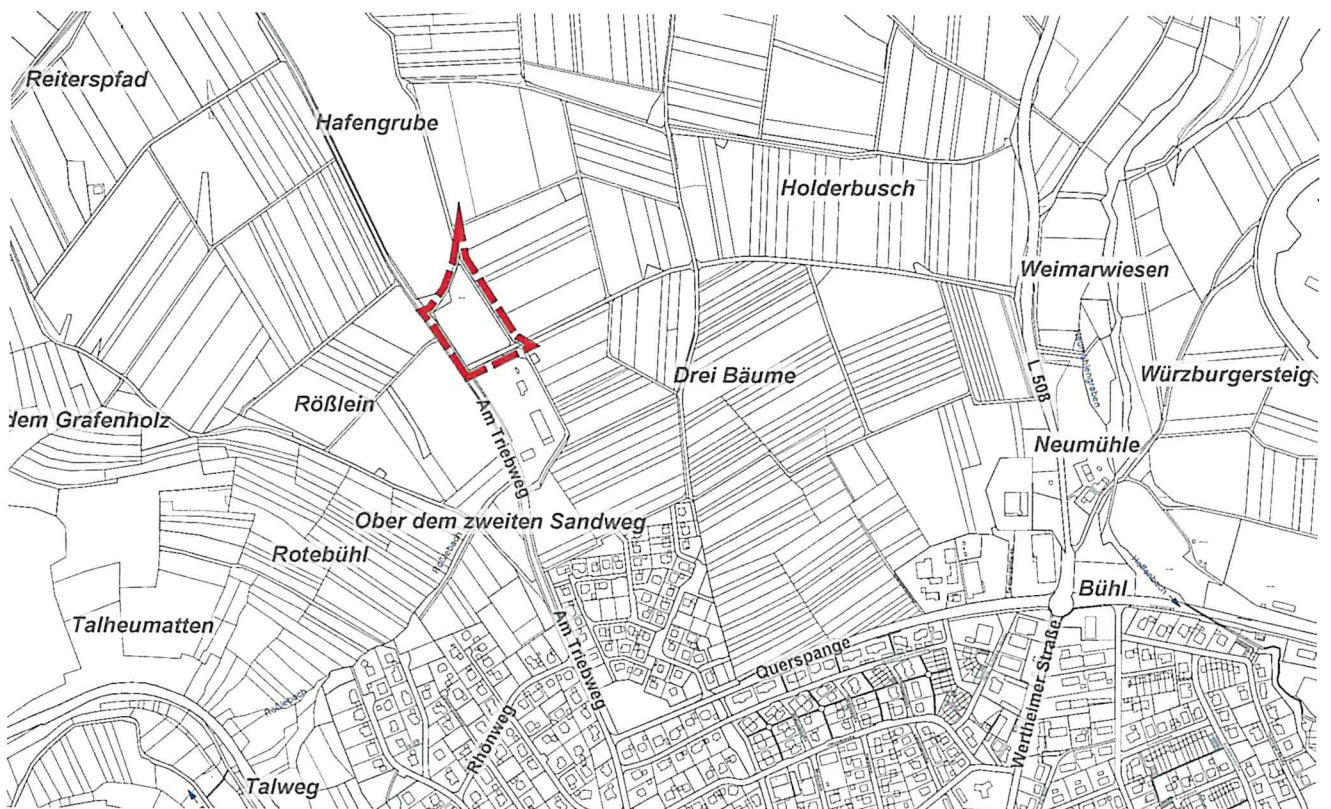 Reiterspfad
Hafengrube
Holderbusch
Weimarwiesen
Drei Bäume
L 508
Würzburgersteig
Rößlein
dem Grafenholz
Am Triebweg
Neumühle
Ober dem zweiten Sandweg
Rotebühl
Bühl
Talheumatten
Am Triebweg
Querspange
Wertheimer Straße
Rhönweg
Talweg